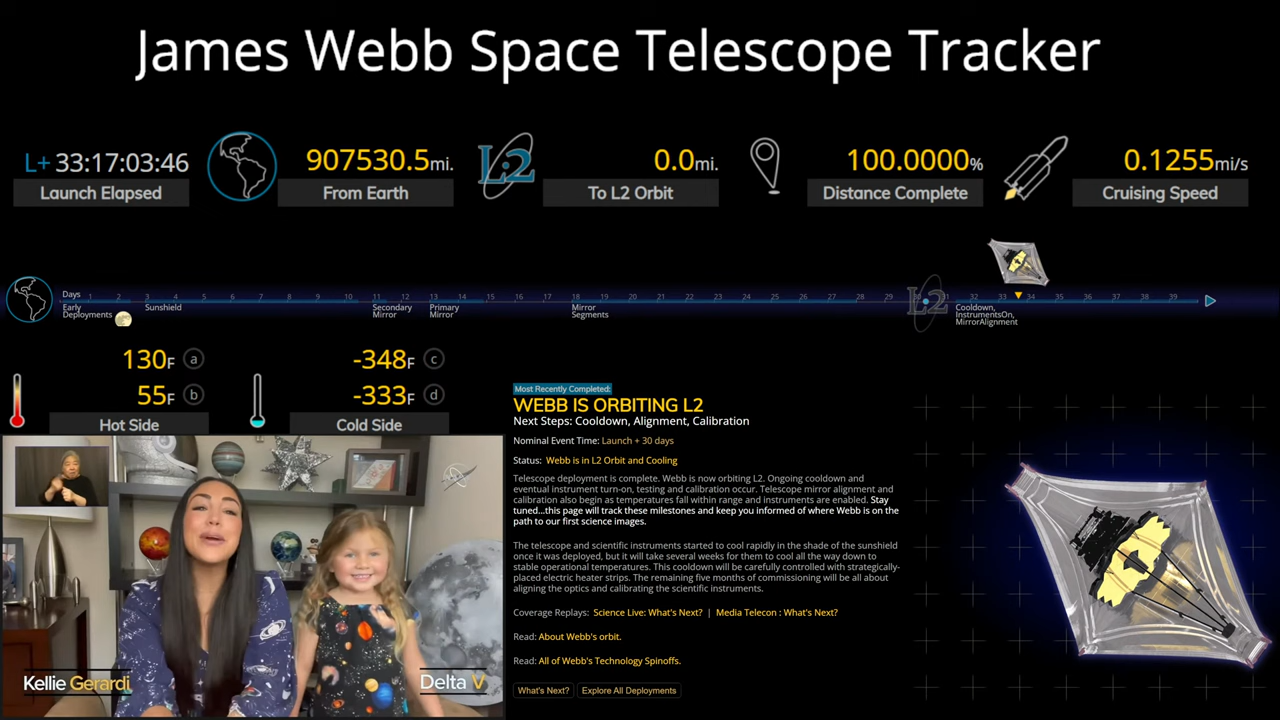 James Webb Space Telescope Tracker
L+ 33:17:03:46
Launch Elapsed
907530.5mi.
From Earth
L2
0.0mi.
To L2 Orbit
100.0000%
Distance Complete
0.1255mi/s
Cruising Speed
Days
1 2 3 4 5 6 7 8 9 10 11 12 13 14 15 16 17 18 19 20 21 22 23 24 25 26 27 28 29 30 31 32 33 34 35 36 37 38 39
Early
Deployments
Sunshield
Secondary
Mirror
Primary
Mirror
Mirror
Segments
L2
Cooldown,
InstrumentsOn,
MirrorAlignment
130F a
55F b
Hot Side
-348F c
-333F d
Cold Side
Most Recently Completed:
WEBB IS ORBITING L2
Next Steps: Cooldown, Alignment, Calibration
Nominal Event Time: Launch + 30 days
Status: Webb is in L2 Orbit and Cooling
Telescope deployment is complete. Webb is now orbiting L2. Ongoing cooldown and
eventual instrument turn-on, testing and calibration occur. Telescope mirror alignment and
calibration also begin as temperatures fall within range and instruments are enabled. Stay
tuned...this page will track these milestones and keep you informed of where Webb is on the
path to our first science images.
The telescope and scientific instruments started to cool rapidly in the shade of the sunshield
once it was deployed, but it will take several weeks for them to cool all the way down to
stable operational temperatures. This cooldown will be carefully controlled with strategically-
placed electric heater strips. The remaining five months of commissioning will be all about
aligning the optics and calibrating the scientific instruments.
Coverage Replays: Science Live: What's Next? | Media Telecon : What's Next?
Read: About Webb's orbit.
Read: All of Webb's Technology Spinoffs.
What's Next? Explore All Deployments
Kellie Gerardi
Delta V